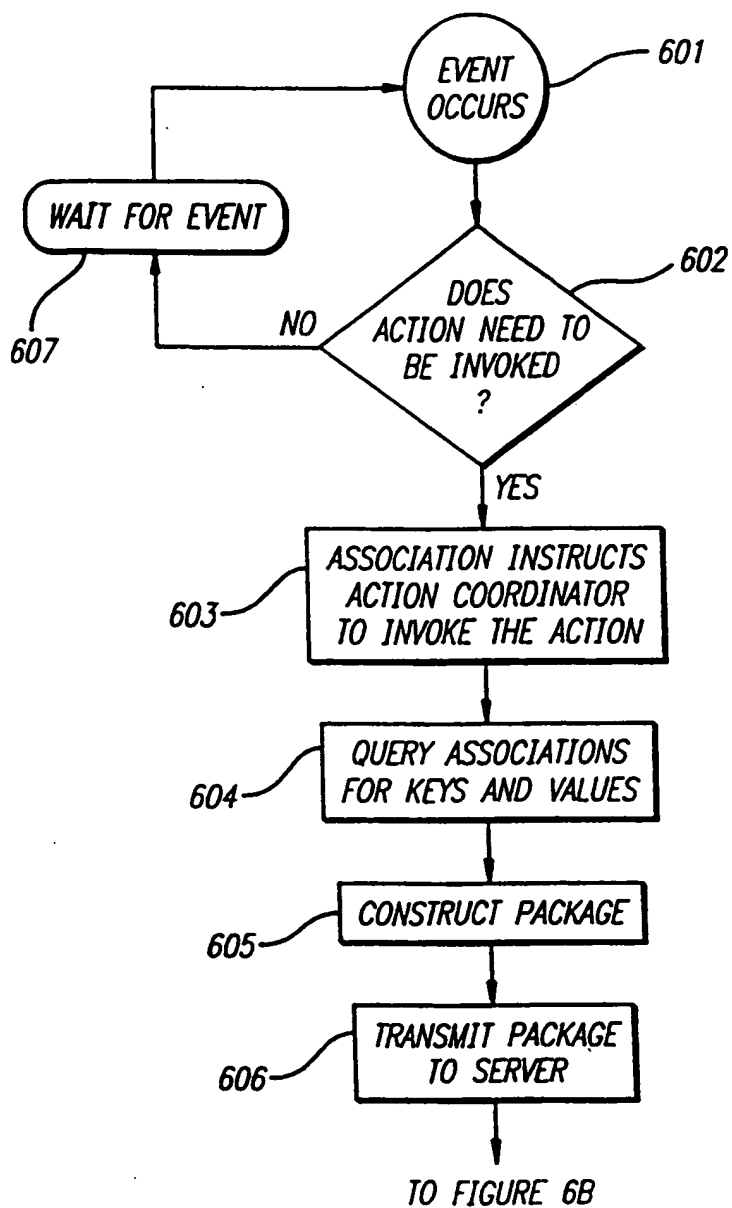 EVENT
OCCURS
601
WAIT FOR EVENT
607
DOES
ACTION NEED TO
BE INVOKED
?
602
NO
YES
ASSOCIATION INSTRUCTS
ACTION COORDINATOR
TO INVOKE THE ACTION
603
QUERY ASSOCIATIONS
FOR KEYS AND VALUES
604
CONSTRUCT PACKAGE
605
TRANSMIT PACKAGE
TO SERVER
606
TO FIGURE 6B